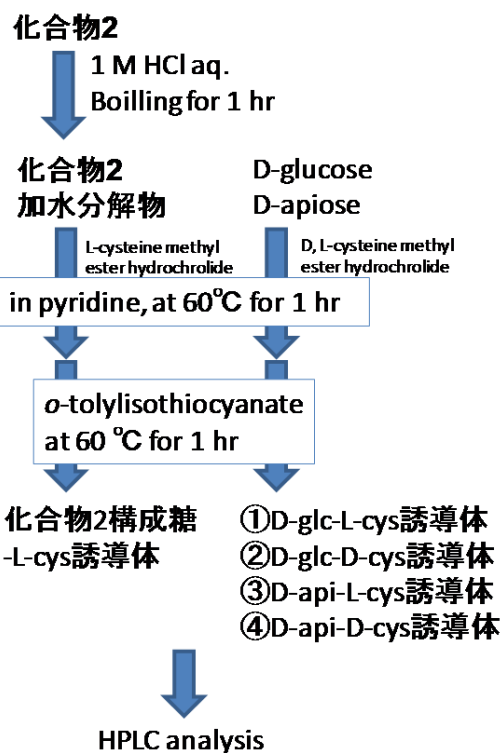 化合物2
1 M HCl aq.
Boilling for 1 hr
化合物2
加水分解物
D-glucose
D-apiose
L-cysteine methyl
ester hydrochrolide
D, L-cysteine methyl
ester hydrochrolide
in pyridine, at 60℃ for 1 hr
o-tolylisothiocyanate
at 60 ℃ for 1 hr
化合物2構成糖
-L-cys誘導体
①D-glc-L-cys誘導体
②D-glc-D-cys誘導体
③D-api-L-cys誘導体
④D-api-D-cys誘導体
HPLC analysis